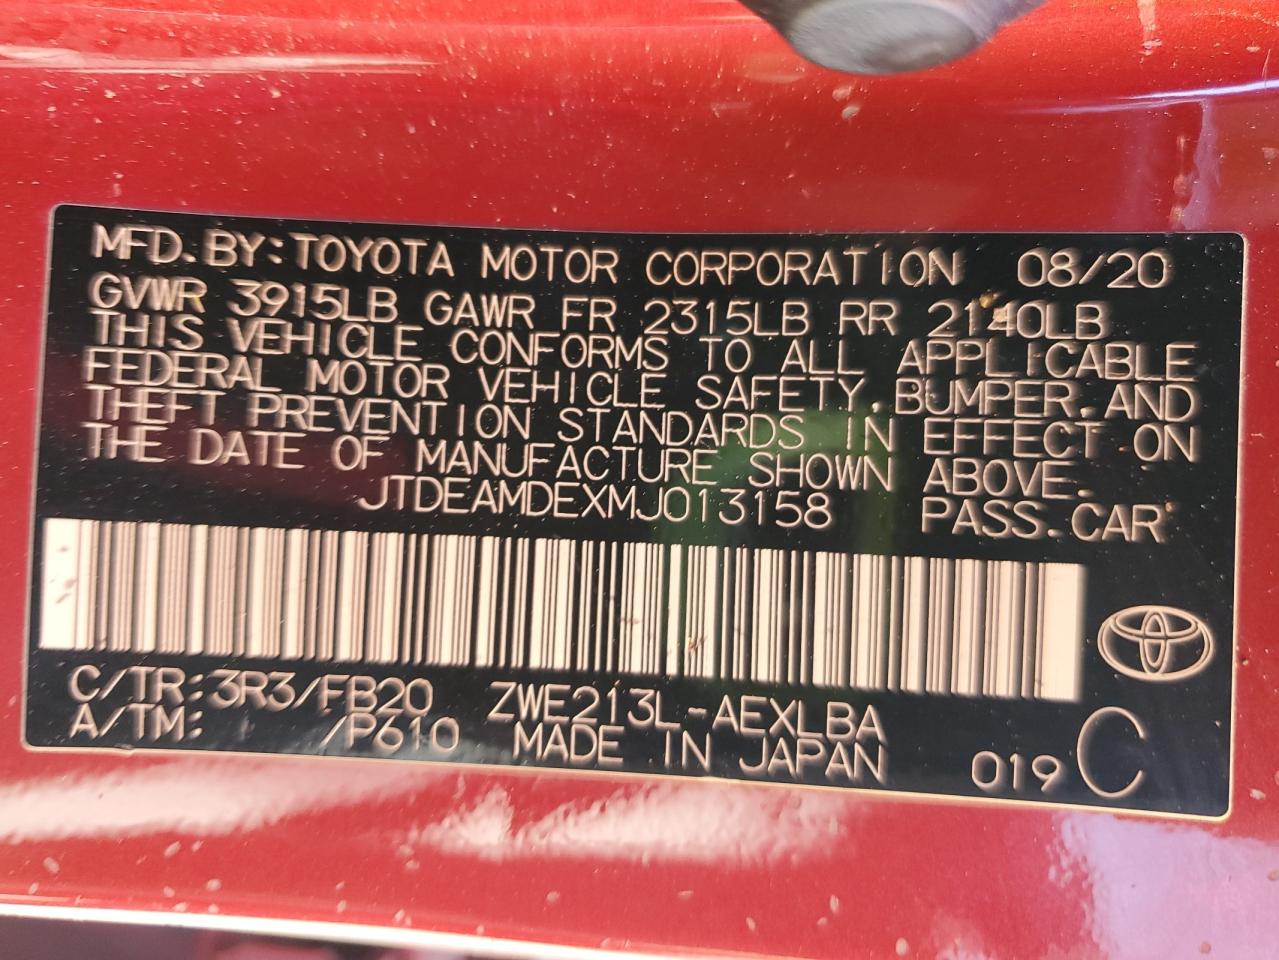 MFD. BY: TOYOTA MOTOR CORPORATION 08/20
GVWR 3915LB GAWR FR 2315LB RR 2140LB
THIS VEHICLE CONFORMS TO ALL APPLICABLE
FEDERAL MOTOR VEHICLE SAFETY, BUMPER, AND
THEFT PREVENTION STANDARDS IN EFFECT ON
THE DATE OF MANUFACTURE SHOWN ABOVE.
JTDEAMDEXMJ013158 PASS. CAR
C/TR: 3R3/FB20 ZWE213L-AEXLBA
A/TM: /P610 MADE IN JAPAN 019 C